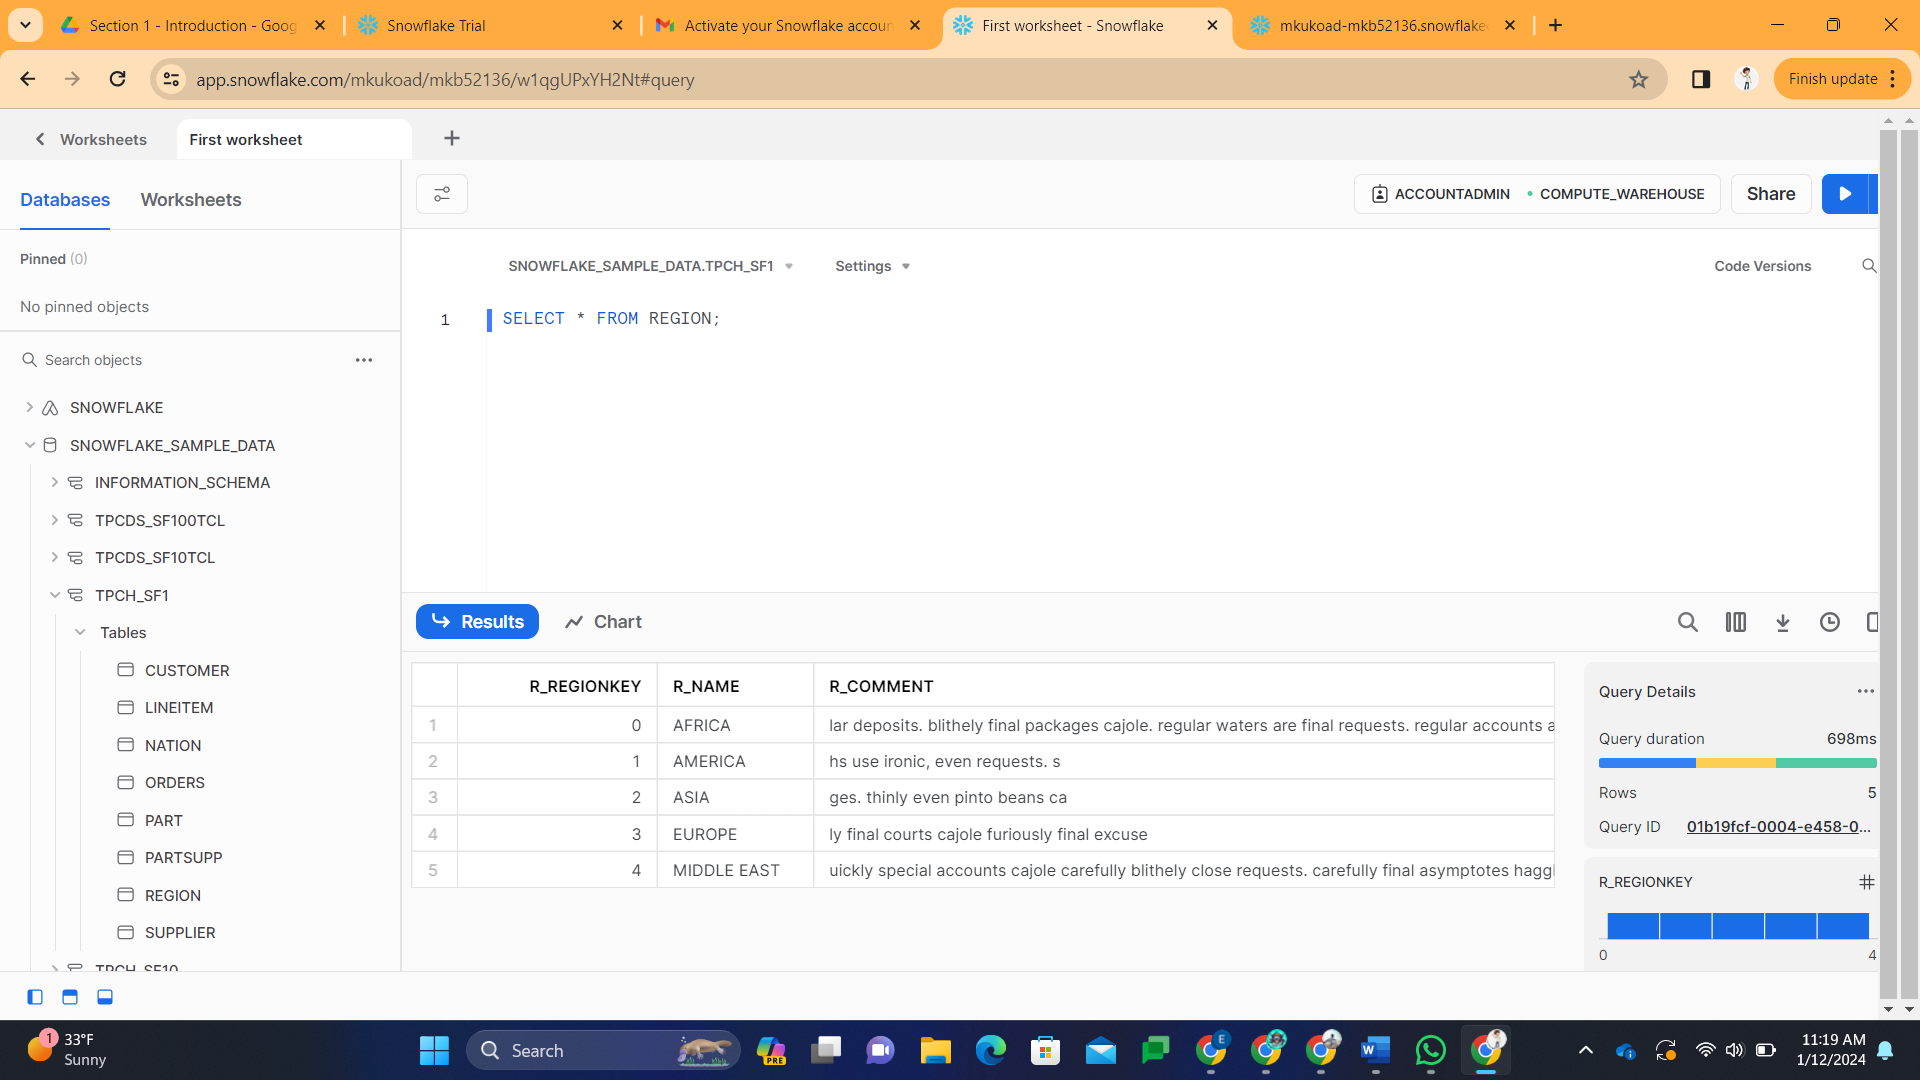 Section 1 - Introduction - Goog
Snowflake Trial
Activate your Snowflake accoun
First worksheet - Snowflake
mkukoad-mkb52136.snowflake
app.snowflake.com/mkukoad/mkb52136/w1qgUPxYH2Nt#query
Finish update
Worksheets
First worksheet
Databases
Worksheets
ACCOUNTADMIN
COMPUTE_WAREHOUSE
Share
Pinned (0)
No pinned objects
SNOWFLAKE_SAMPLE_DATA.TPCH_SF1
Settings
Code Versions
1 SELECT * FROM REGION;
Search objects
SNOWFLAKE
SNOWFLAKE_SAMPLE_DATA
INFORMATION_SCHEMA
TPCDS_SF100TCL
TPCDS_SF10TCL
TPCH_SF1
Tables
CUSTOMER
LINEITEM
NATION
ORDERS
PART
PARTSUPP
REGION
SUPPLIER
TPCH_SF10
Results
Chart
R_REGIONKEY R_NAME R_COMMENT
1 0 AFRICA lar deposits. blithely final packages cajole. regular waters are final requests. regular accounts a
2 1 AMERICA hs use ironic, even requests. s
3 2 ASIA ges. thinly even pinto beans ca
4 3 EUROPE ly final courts cajole furiously final excuse
5 4 MIDDLE EAST uickly special accounts cajole carefully blithely close requests. carefully final asymptotes haggl
Query Details
Query duration 698ms
Rows 5
Query ID 01b19fcf-0004-e458-0...
R_REGIONKEY
0 4
1
33°F
Sunny
Search
PRE
E
11:19 AM
1/12/2024